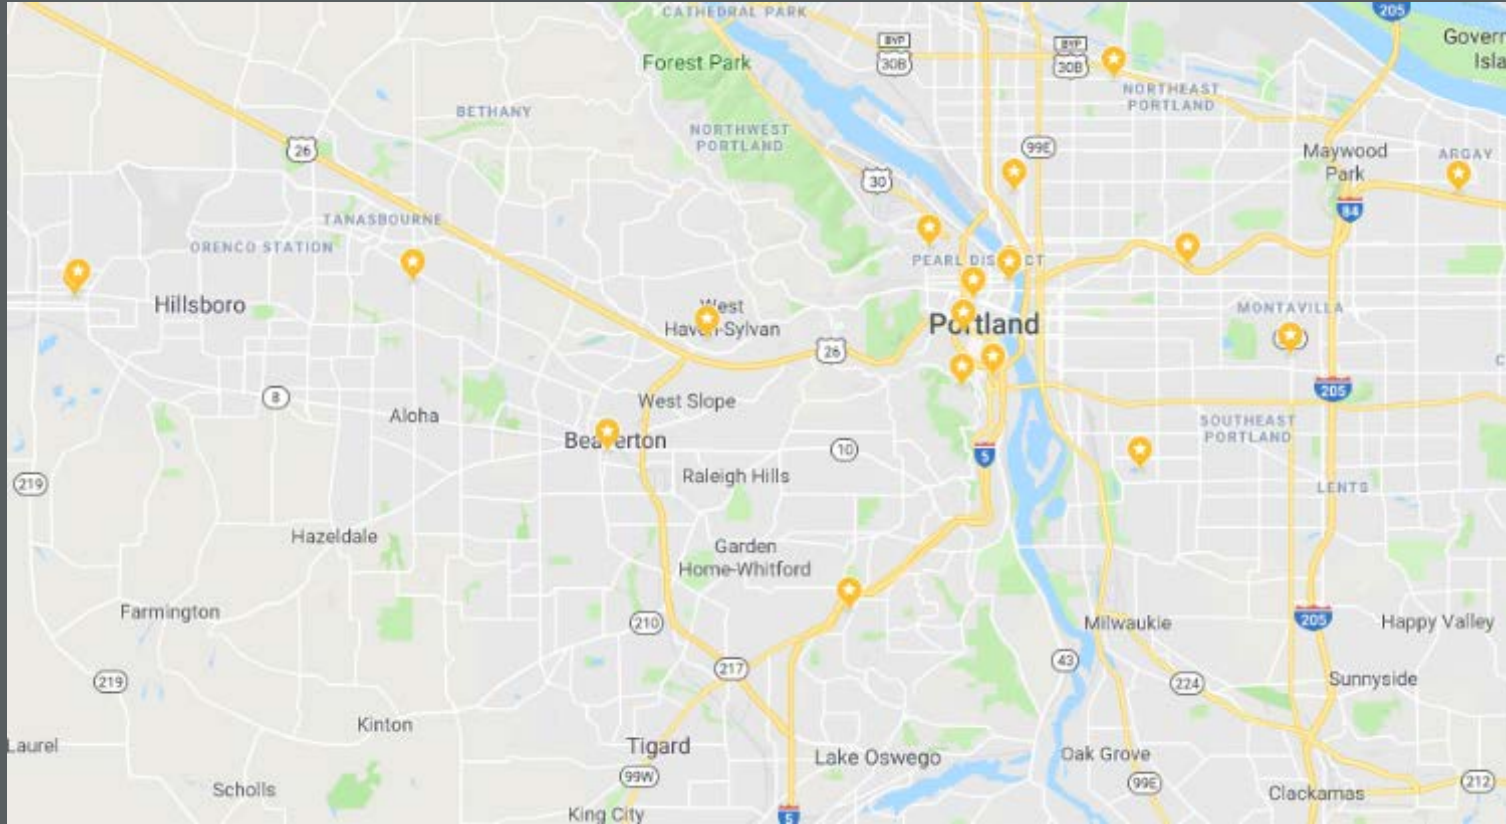 CATHEDRAL PARK
205
Forest Park
BYP
30B
BYP
30B
Govern
Isla
BETHANY
NORTHEAST
PORTLAND
NORTHWEST
PORTLAND
26
99E
Maywood
Park
ARGAY
30
84
TANASBOURNE
ORENCO STATION
PEARL DISTRICT
Hillsboro
West
Haven-Sylvan
Portland
MONTAVILLA
26
8
205
Aloha
West Slope
Beaverton
SOUTHEAST
PORTLAND
10
5
Raleigh Hills
219
LENTS
Hazeldale
Garden
Home-Whitford
Farmington
210
Milwaukie
205
Happy Valley
217
43
219
224
Sunnyside
Kinton
Laurel
Tigard
Lake Oswego
Oak Grove
99W
99E
212
Scholls
Clackamas
King City
5